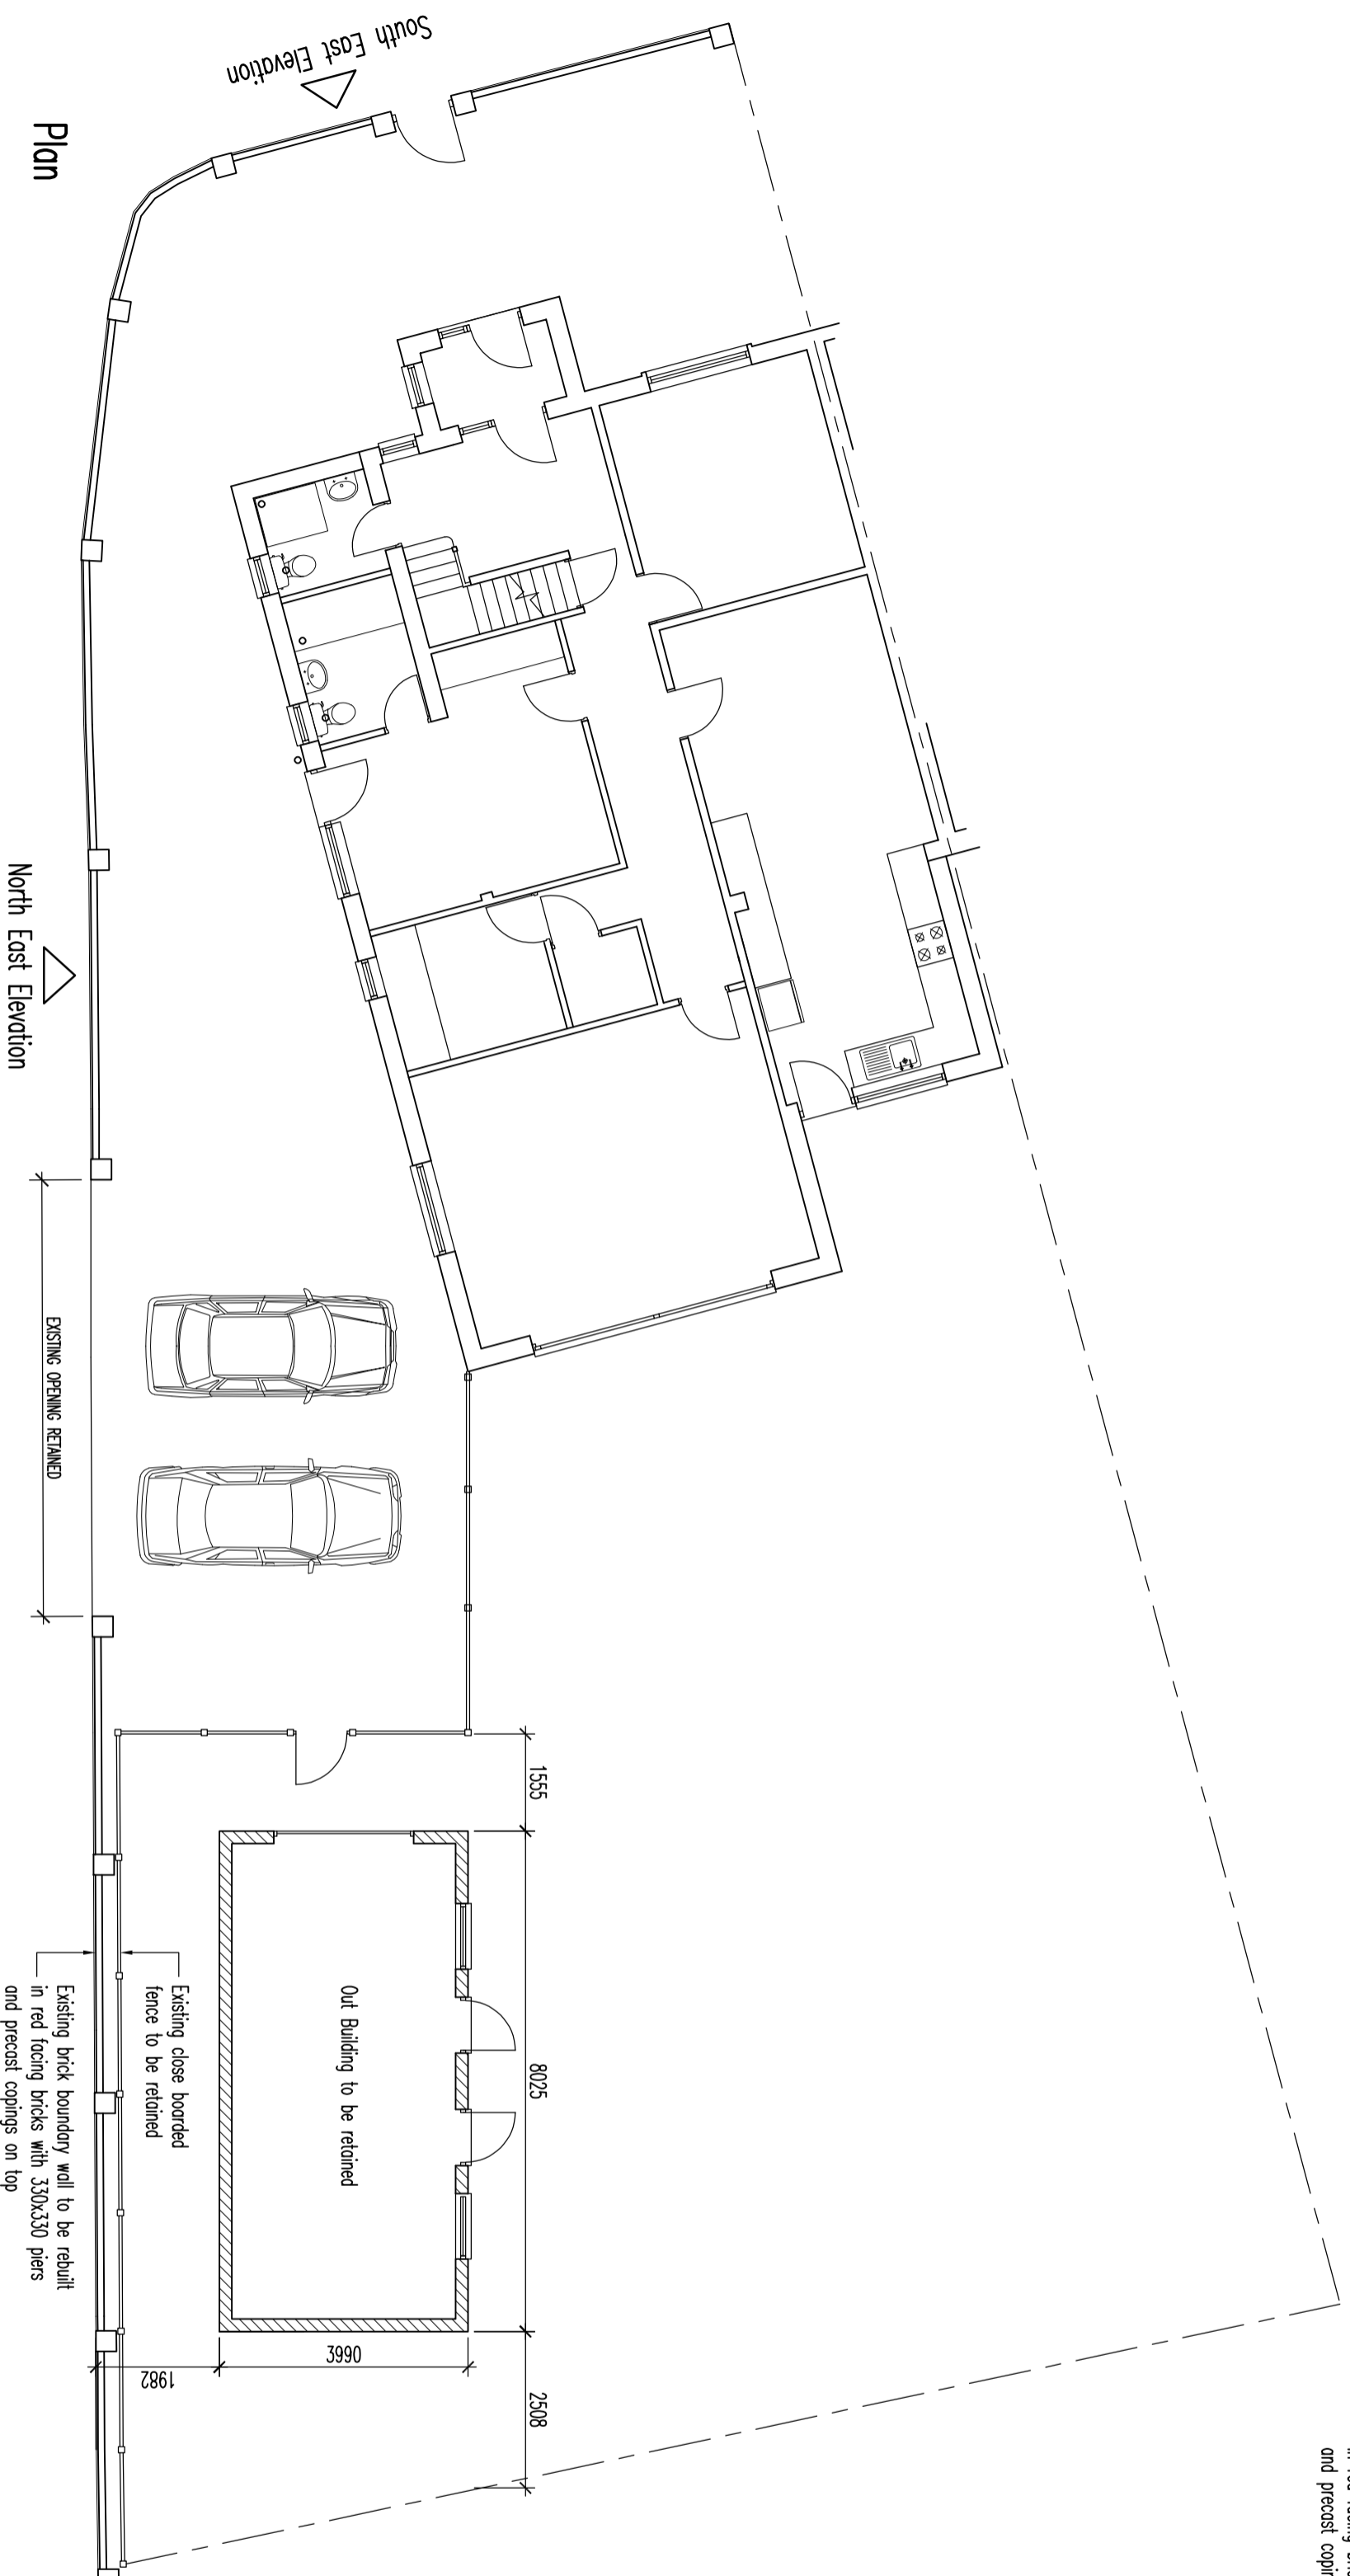 South East Elevation
Plan
North East Elevation
EXISTING OPENING RETAINED
1555
8025
2508
3660
1982
Out Building to be retained
Existing close boarded
fence to be retained
Existing brick boundary wall to be rebuilt
in red facing bricks with 330x330 piers
and precast copings on top
and precast